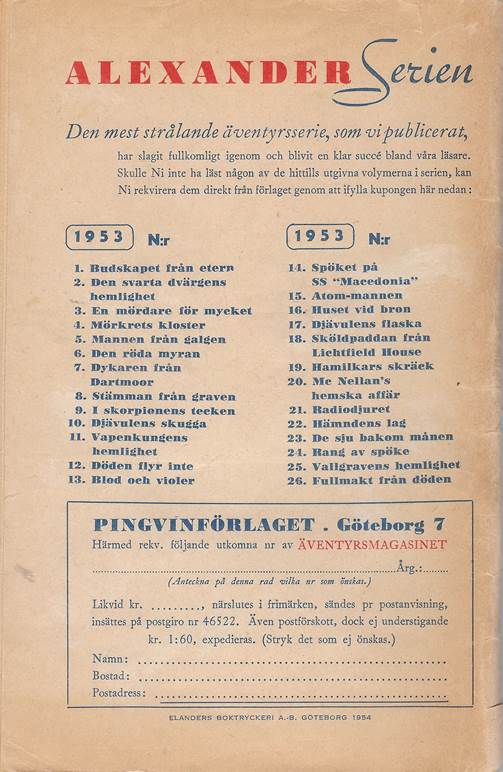 ALEXANDER Serien
Den mest strålande äventyrsserie, som vi publicerat,
har slagit fullkomligt igenom och blivit en klar succé bland våra läsare.
Skulle Ni inte ha läst någon av de hittills utgivna volymerna i serien, kan
Ni rekvirera dem direkt från förlaget genom att ifylla kupongen här nedan:
1953 N:r
1. Budskapet från etern
2. Den svarta dvärgens
hemlighet
3. En mördare för mycket
4. Mörkrets kloster
5. Mannen från galgen
6. Den röda myran
7. Dykaren från
Dartmoor
8. Stämman från graven
9. I skorpionens tecken
10. Djävulens skugga
11. Vapenkungens
hemlighet
12. Döden flyr inte
13. Blod och violer
1953 N:r
14. Spöket på
SS "Macedonia"
15. Atom-mannen
16. Huset vid bron
17. Djävulens flaska
18. Sköldpaddan från
Lichtfield House
19. Hamilkars skräck
20. Mc Nellan's
hemska affär
21. Radiodjuret
22. Hämndens lag
23. De sju bakom månen
24. Rang av spöke
25. Vallgravens hemlighet
26. Fullmakt från döden
PINGVINFÖRLAGET . Göteborg 7
Härmed rekv. följande utkomna nr av ÄVENTYRSMAGASINET
Årg.:
(Anteckna på denna rad vilka nr som önskas.)
Likvid kr. .........., närslutes i frimärken, sändes pr postanvisning,
insättes på postgiro nr 46522. Även postförskott, dock ej understigande
kr. 1:60, expedieras. (Stryk det som ej önskas.)
Namn:
Bostad:
Postadress:
ELANDERS BOKTRYCKERI A.-B. GÖTEBORG 1954